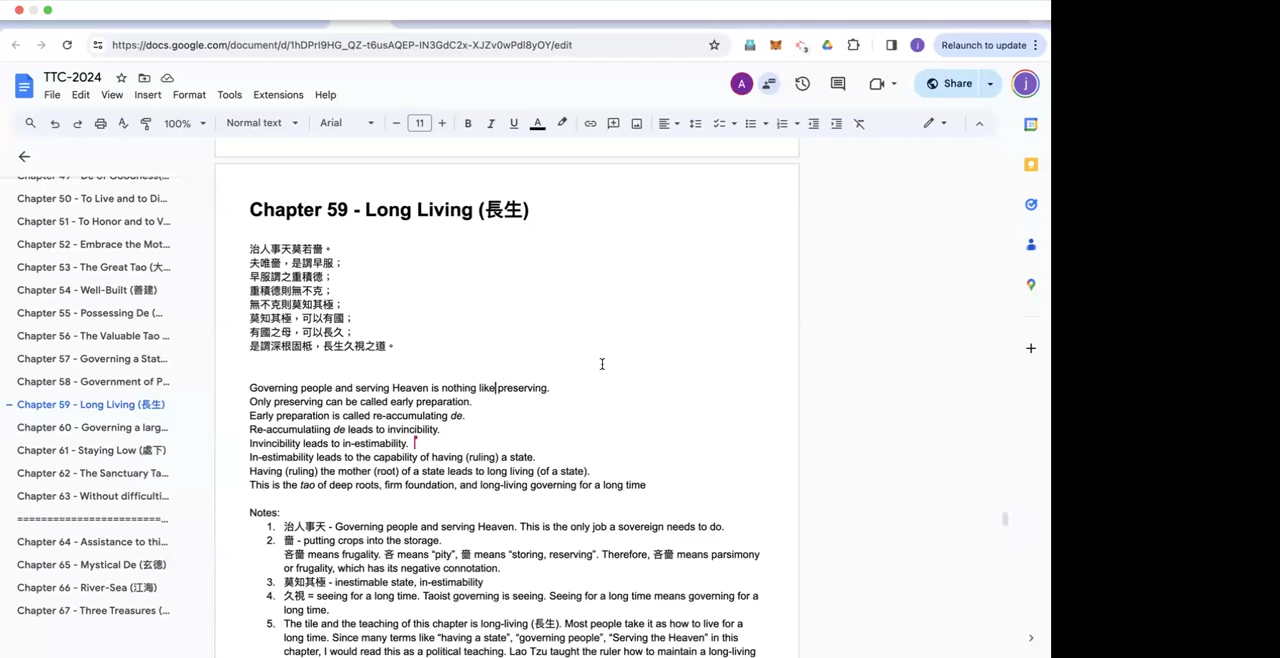 https://docs.google.com/document/d/1hDPrI9HG_QZ-t6usAQEP-IN3GdC2x-XJZv0wPdI8yOY/edit
Relaunch to update
TTC-2024
File Edit View Insert Format Tools Extensions Help
A
Share
j
100%
Normal text
Arial
11
Chapter 50 - To Live and to Di...
Chapter 51 - To Honor and to V...
Chapter 52 - Embrace the Mot...
Chapter 53 - The Great Tao (大...
Chapter 54 – Well-Built (善建)
Chapter 55 - Possessing De (...
Chapter 56 - The Valuable Tao ...
Chapter 57 - Governing a Stat...
Chapter 58 - Government of P...
Chapter 59 - Long Living (長生)
Chapter 60 - Governing a larg...
Chapter 61 - Staying Low (處下)
Chapter 62 - The Sanctuary Ta...
Chapter 63 - Without difficulti...
========================...
Chapter 64 - Assistance to thi...
Chapter 65 - Mystical De (玄德)
Chapter 66 - River-Sea (江海)
Chapter 67 - Three Treasures (...
Chapter 59 - Long Living (長生)
治人事天莫若嗇。
夫唯嗇，是謂早服；
早服謂之重積德；
重積德則無不克；
無不克則莫知其極；
莫知其極，可以有國；
有國之母，可以長久；
是謂深根固柢，長生久視之道。
Governing people and serving Heaven is nothing like preserving.
Only preserving can be called early preparation.
Early preparation is called re-accumulating de.
Re-accumulatiing de leads to invincibility.
Invincibility leads to in-estimability.
In-estimability leads to the capability of having (ruling) a state.
Having (ruling) the mother (root) of a state leads to long living (of a state).
This is the tao of deep roots, firm foundation, and long-living governing for a long time
Notes:
1. 治人事天 - Governing people and serving Heaven. This is the only job a sovereign needs to do.
2. 嗇 - putting crops into the storage.
吝嗇 means frugality. 吝 means “pity”, 嗇 means “storing, reserving”. Therefore, 吝嗇 means parsimony
or frugality, which has its negative connotation.
3. 莫知其極 - inestimable state, in-estimability
4. 久視 = seeing for a long time. Taoist governing is seeing. Seeing for a long time means governing for a
long time.
5. The tile and the teaching of this chapter is long-living (長生). Most people take it as how to live for a
long time. Since many terms like “having a state”, “governing people”, “Serving the Heaven” in this
chapter, I would read this as a political teaching. Lao Tzu taught the ruler how to maintain a long-living